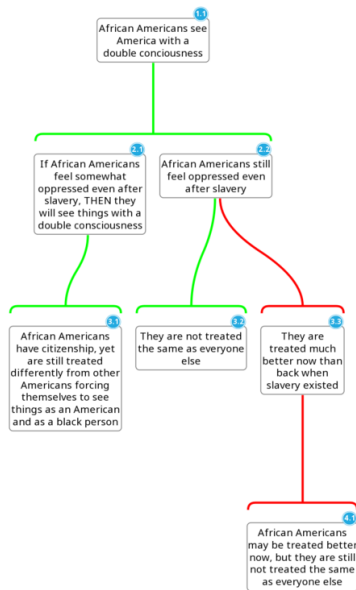 1.1
African Americans see
America with a
double conciousness
2.1
If African Americans
feel somewhat
oppressed even after
slavery, THEN they
will see things with a
double consciousness
2.2
African Americans still
feel oppressed even
after slavery
3.1
African Americans
have citizenship, yet
are still treated
differently from other
Americans forcing
themselves to see
things as an American
and as a black person
3.2
They are not treated
the same as everyone
else
3.3
They are
treated much
better now than
back when
slavery existed
4.1
African Americans
may be treated better
now, but they are still
not treated the same
as everyone else